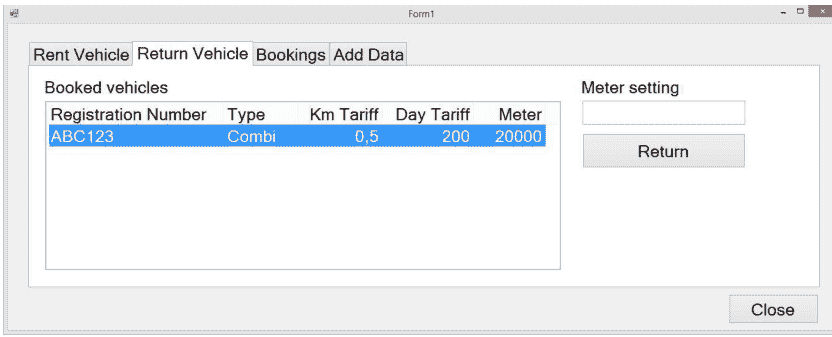 Form1
Rent Vehicle Return Vehicle Bookings Add Data
Booked vehicles
Registration Number Type Km Tariff Day Tariff Meter
ABC123 Combi 0,5 200 20000
Meter setting
Return
Close